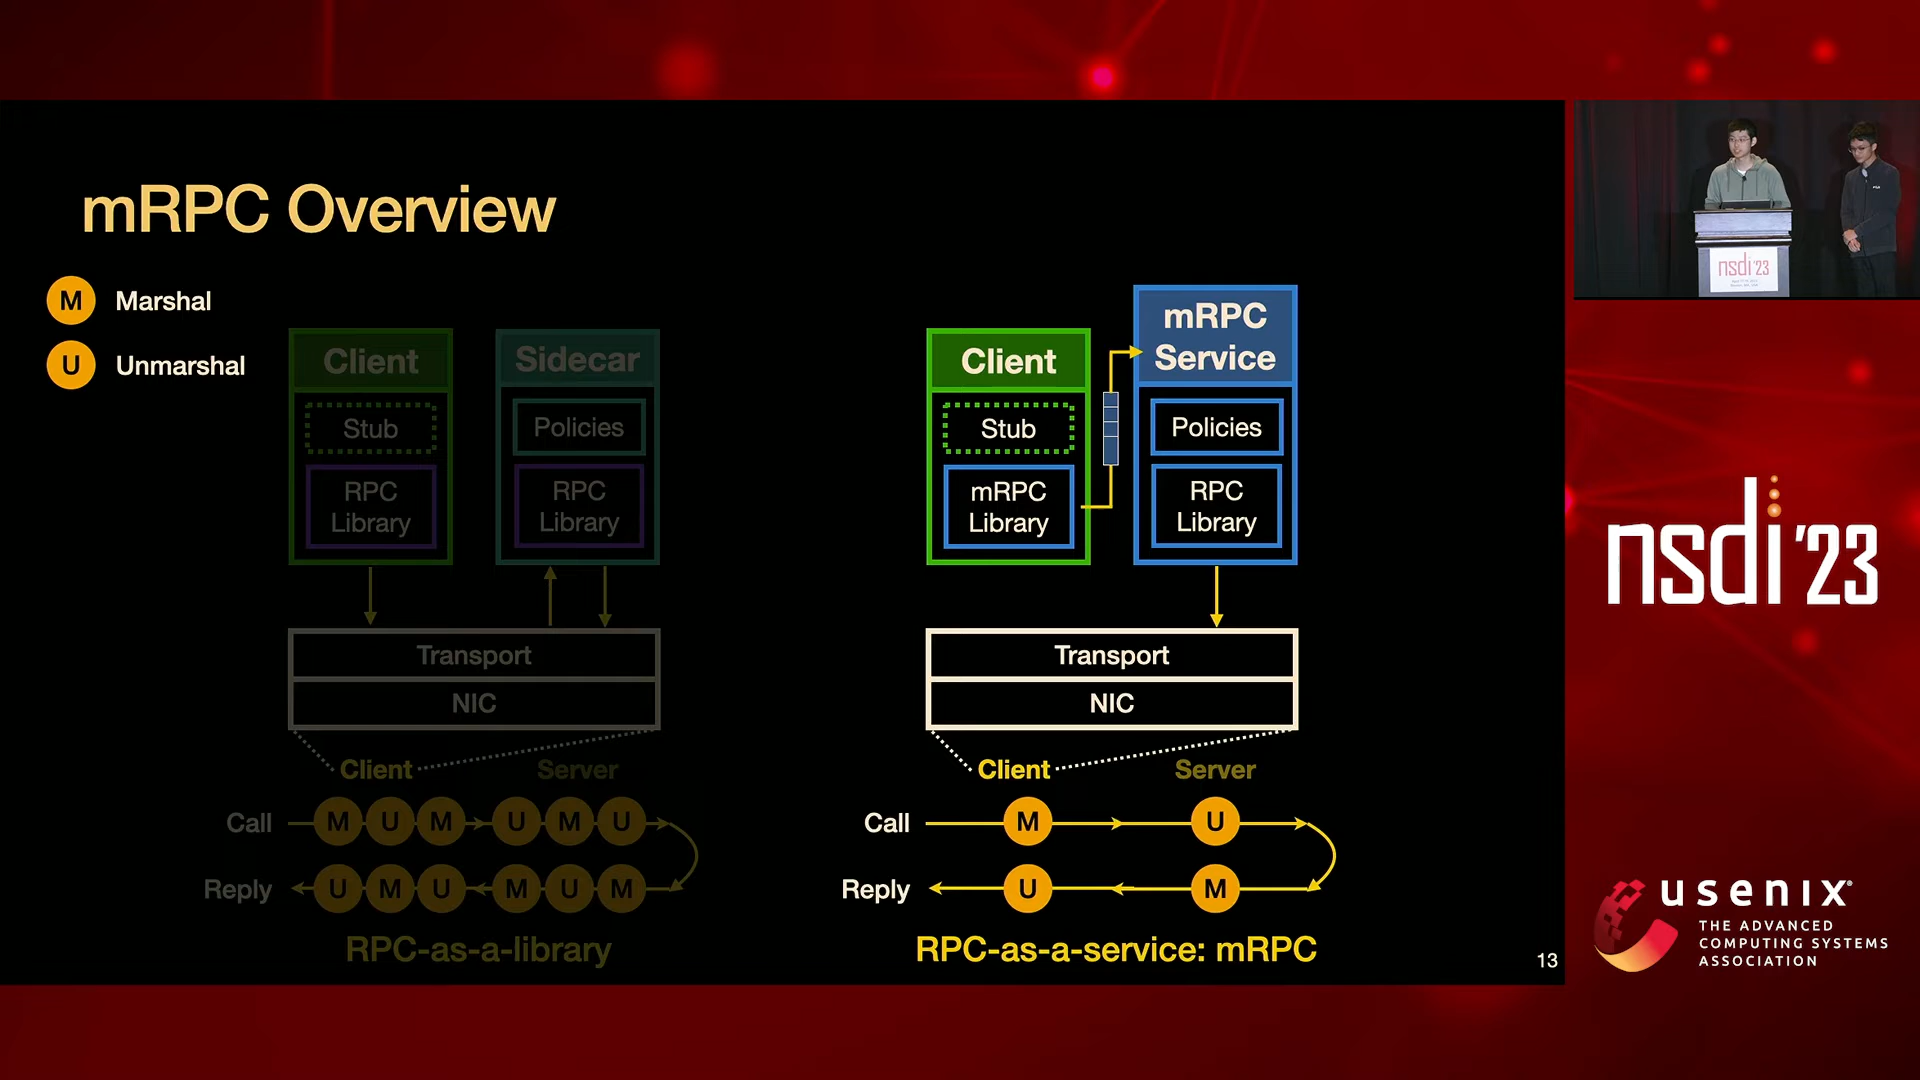 mRPC Overview
M Marshal
U Unmarshal
Client
Stub
RPC
Library
Sidecar
Policies
RPC
Library
Transport
NIC
Client Server
Call M U M U M U
Reply U M U M U M
RPC-as-a-library
Client
Stub
mRPC
Library
mRPC
Service
Policies
RPC
Library
Transport
NIC
Client Server
Call M U
Reply U M
RPC-as-a-service: mRPC
13
nsdi'23
nsdi'23
usenix
THE ADVANCED
COMPUTING SYSTEMS
ASSOCIATION